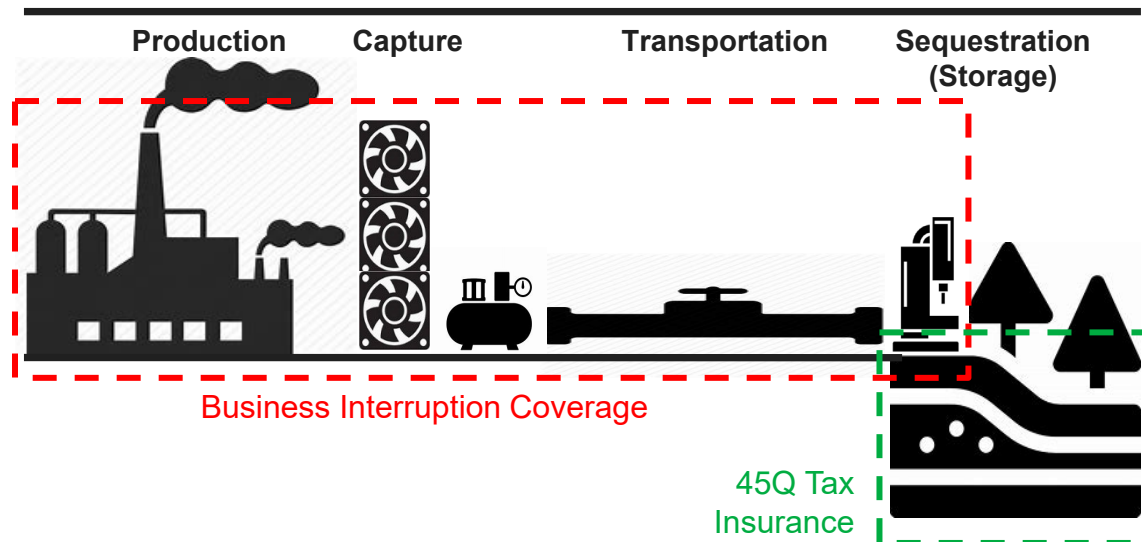 Production
Capture
Transportation
Sequestration
(Storage)
Business Interruption Coverage
45Q Tax
Insurance